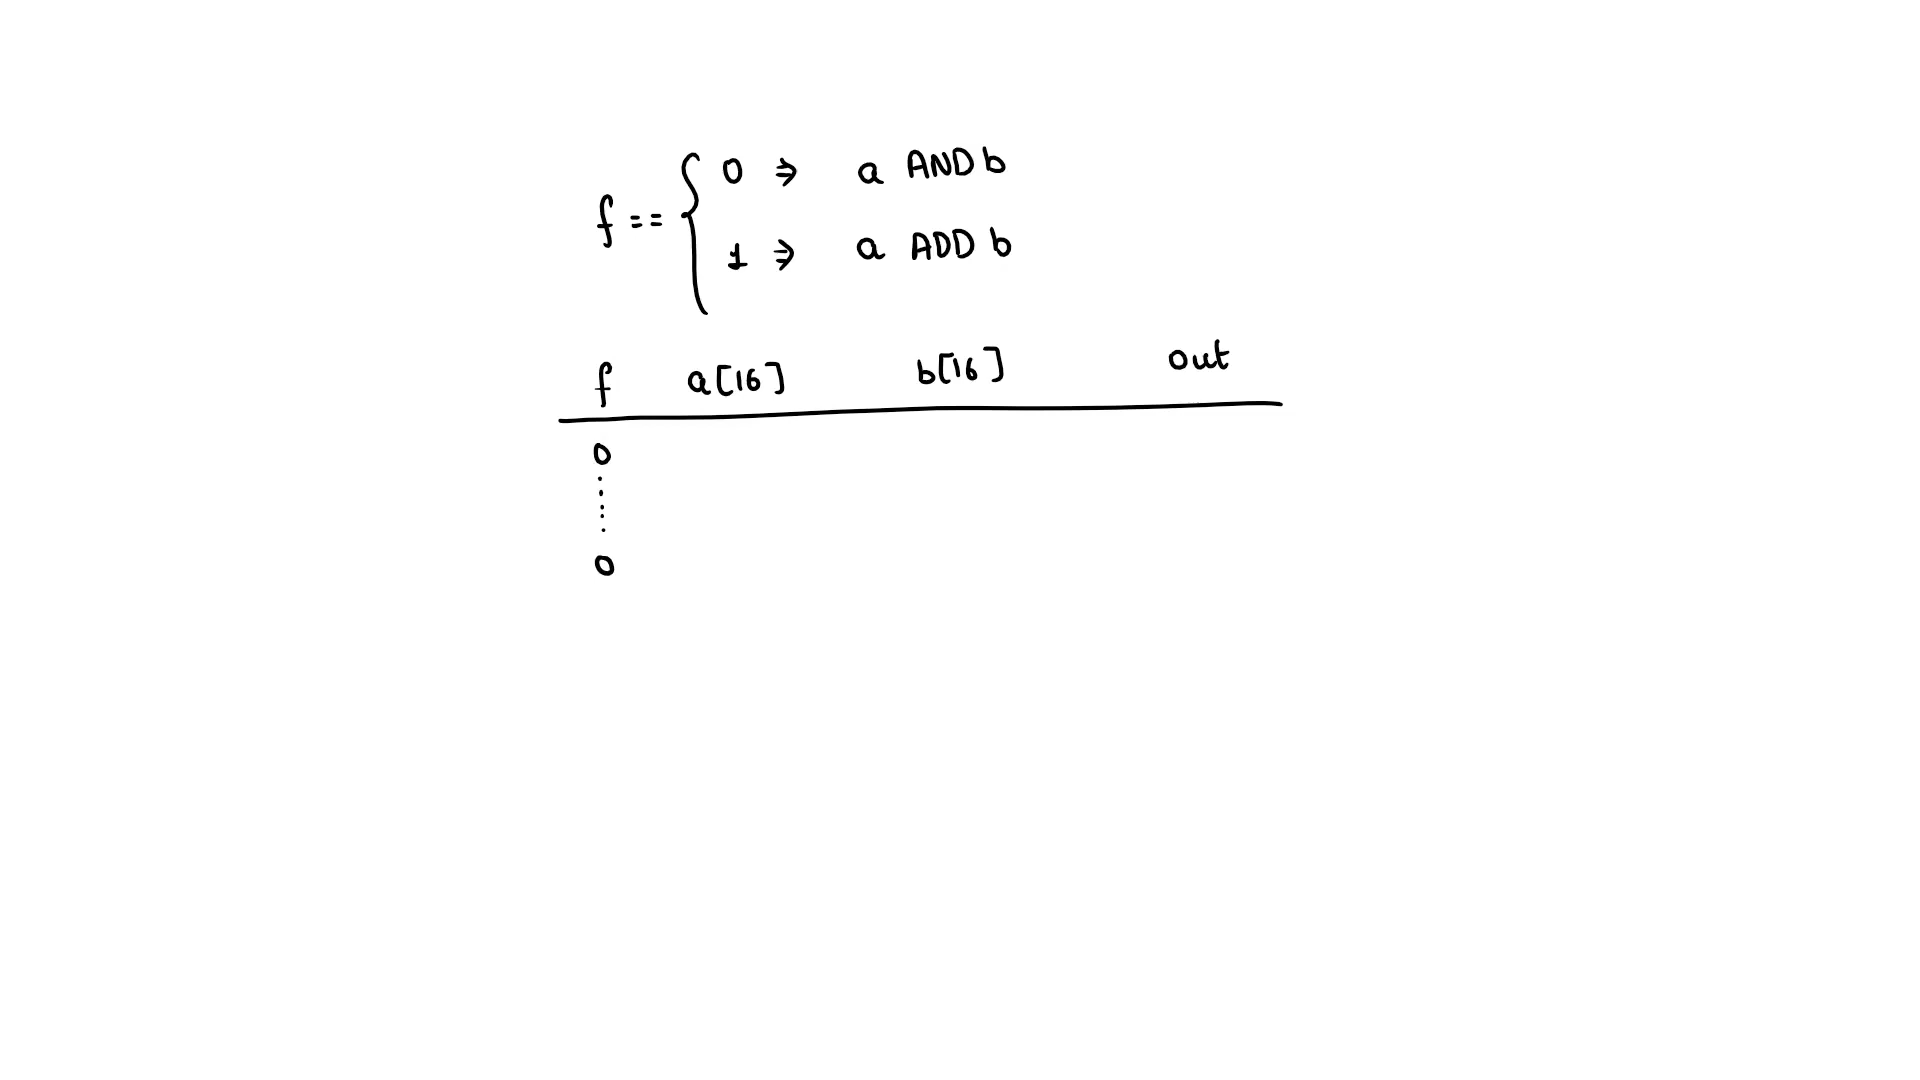 f == { 0 ⇒ a AND b
1 ⇒ a ADD b
f a[16] b[16] out
0
.....
0